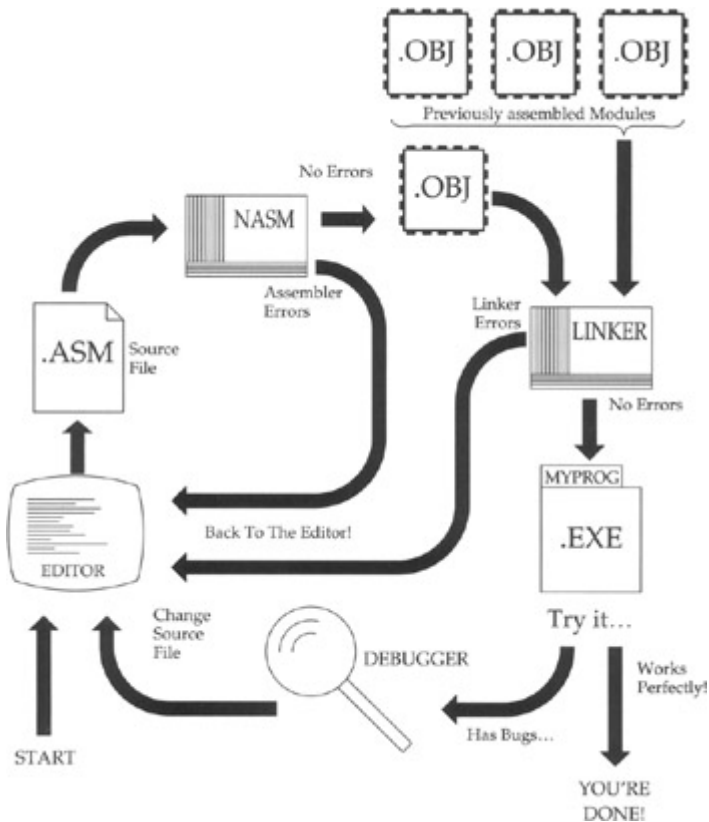 .OBJ
.OBJ
.OBJ
Previously assembled Modules
No Errors
.OBJ
NASM
Assembler
Errors
Linker
Errors
LINKER
.ASM
Source
File
No Errors
MYPROG
.EXE
Back To The Editor!
EDITOR
Try it...
Change
Source
File
DEBUGGER
Works
Perfectly!
Has Bugs...
START
YOU'RE
DONE!